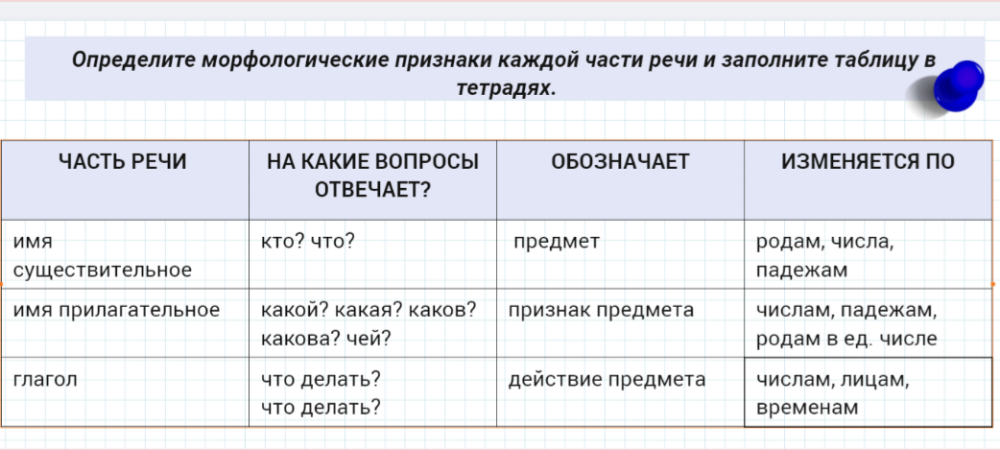 Определите морфологические признаки каждой части речи и заполните таблицу в
тетрадях.
ЧАСТЬ РЕЧИ
НА КАКИЕ ВОПРОСЫ
ОТВЕЧАЕТ?
ОБОЗНАЧАЕТ
ИЗМЕНЯЕТСЯ ПО
имя
существительное
кто? что?
предмет
родам, числа,
падежам
имя прилагательное
какой? какая? каков?
какова? чей?
признак предмета
числам, падежам,
родам в ед. числе
глагол
что делать?
что делать?
действие предмета
числам, лицам,
временам